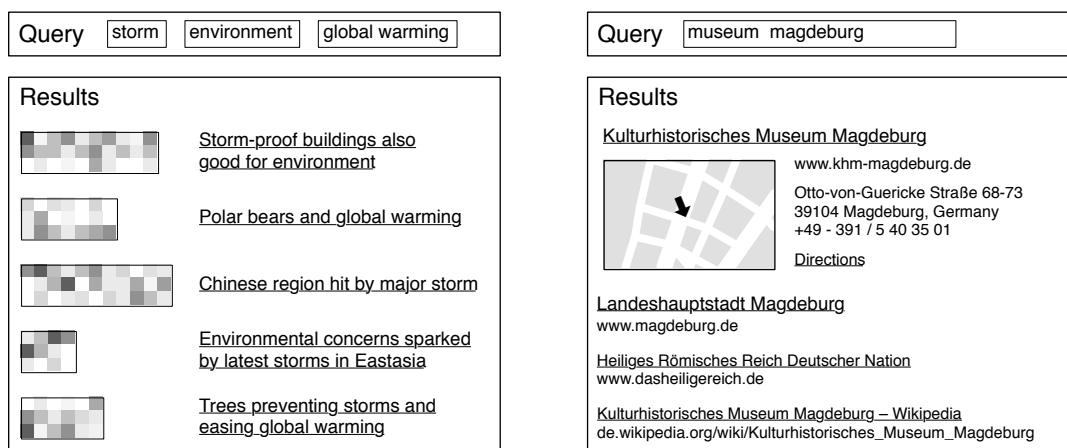 Query storm environment global warming
Results
Storm-proof buildings also
good for environment
Polar bears and global warming
Chinese region hit by major storm
Environmental concerns sparked
by latest storms in Eastasia
Trees preventing storms and
easing global warming
Query museum magdeburg
Results
Kulturhistorisches Museum Magdeburg
www.khm-magdeburg.de
Otto-von-Guericke Straße 68-73
39104 Magdeburg, Germany
+49 - 391 / 5 40 35 01
Directions
Landeshauptstadt Magdeburg
www.magdeburg.de
Heiliges Römisches Reich Deutscher Nation
www.dasheiligereich.de
Kulturhistorisches Museum Magdeburg – Wikipedia
de.wikipedia.org/wiki/Kulturhistorisches_Museum_Magdeburg